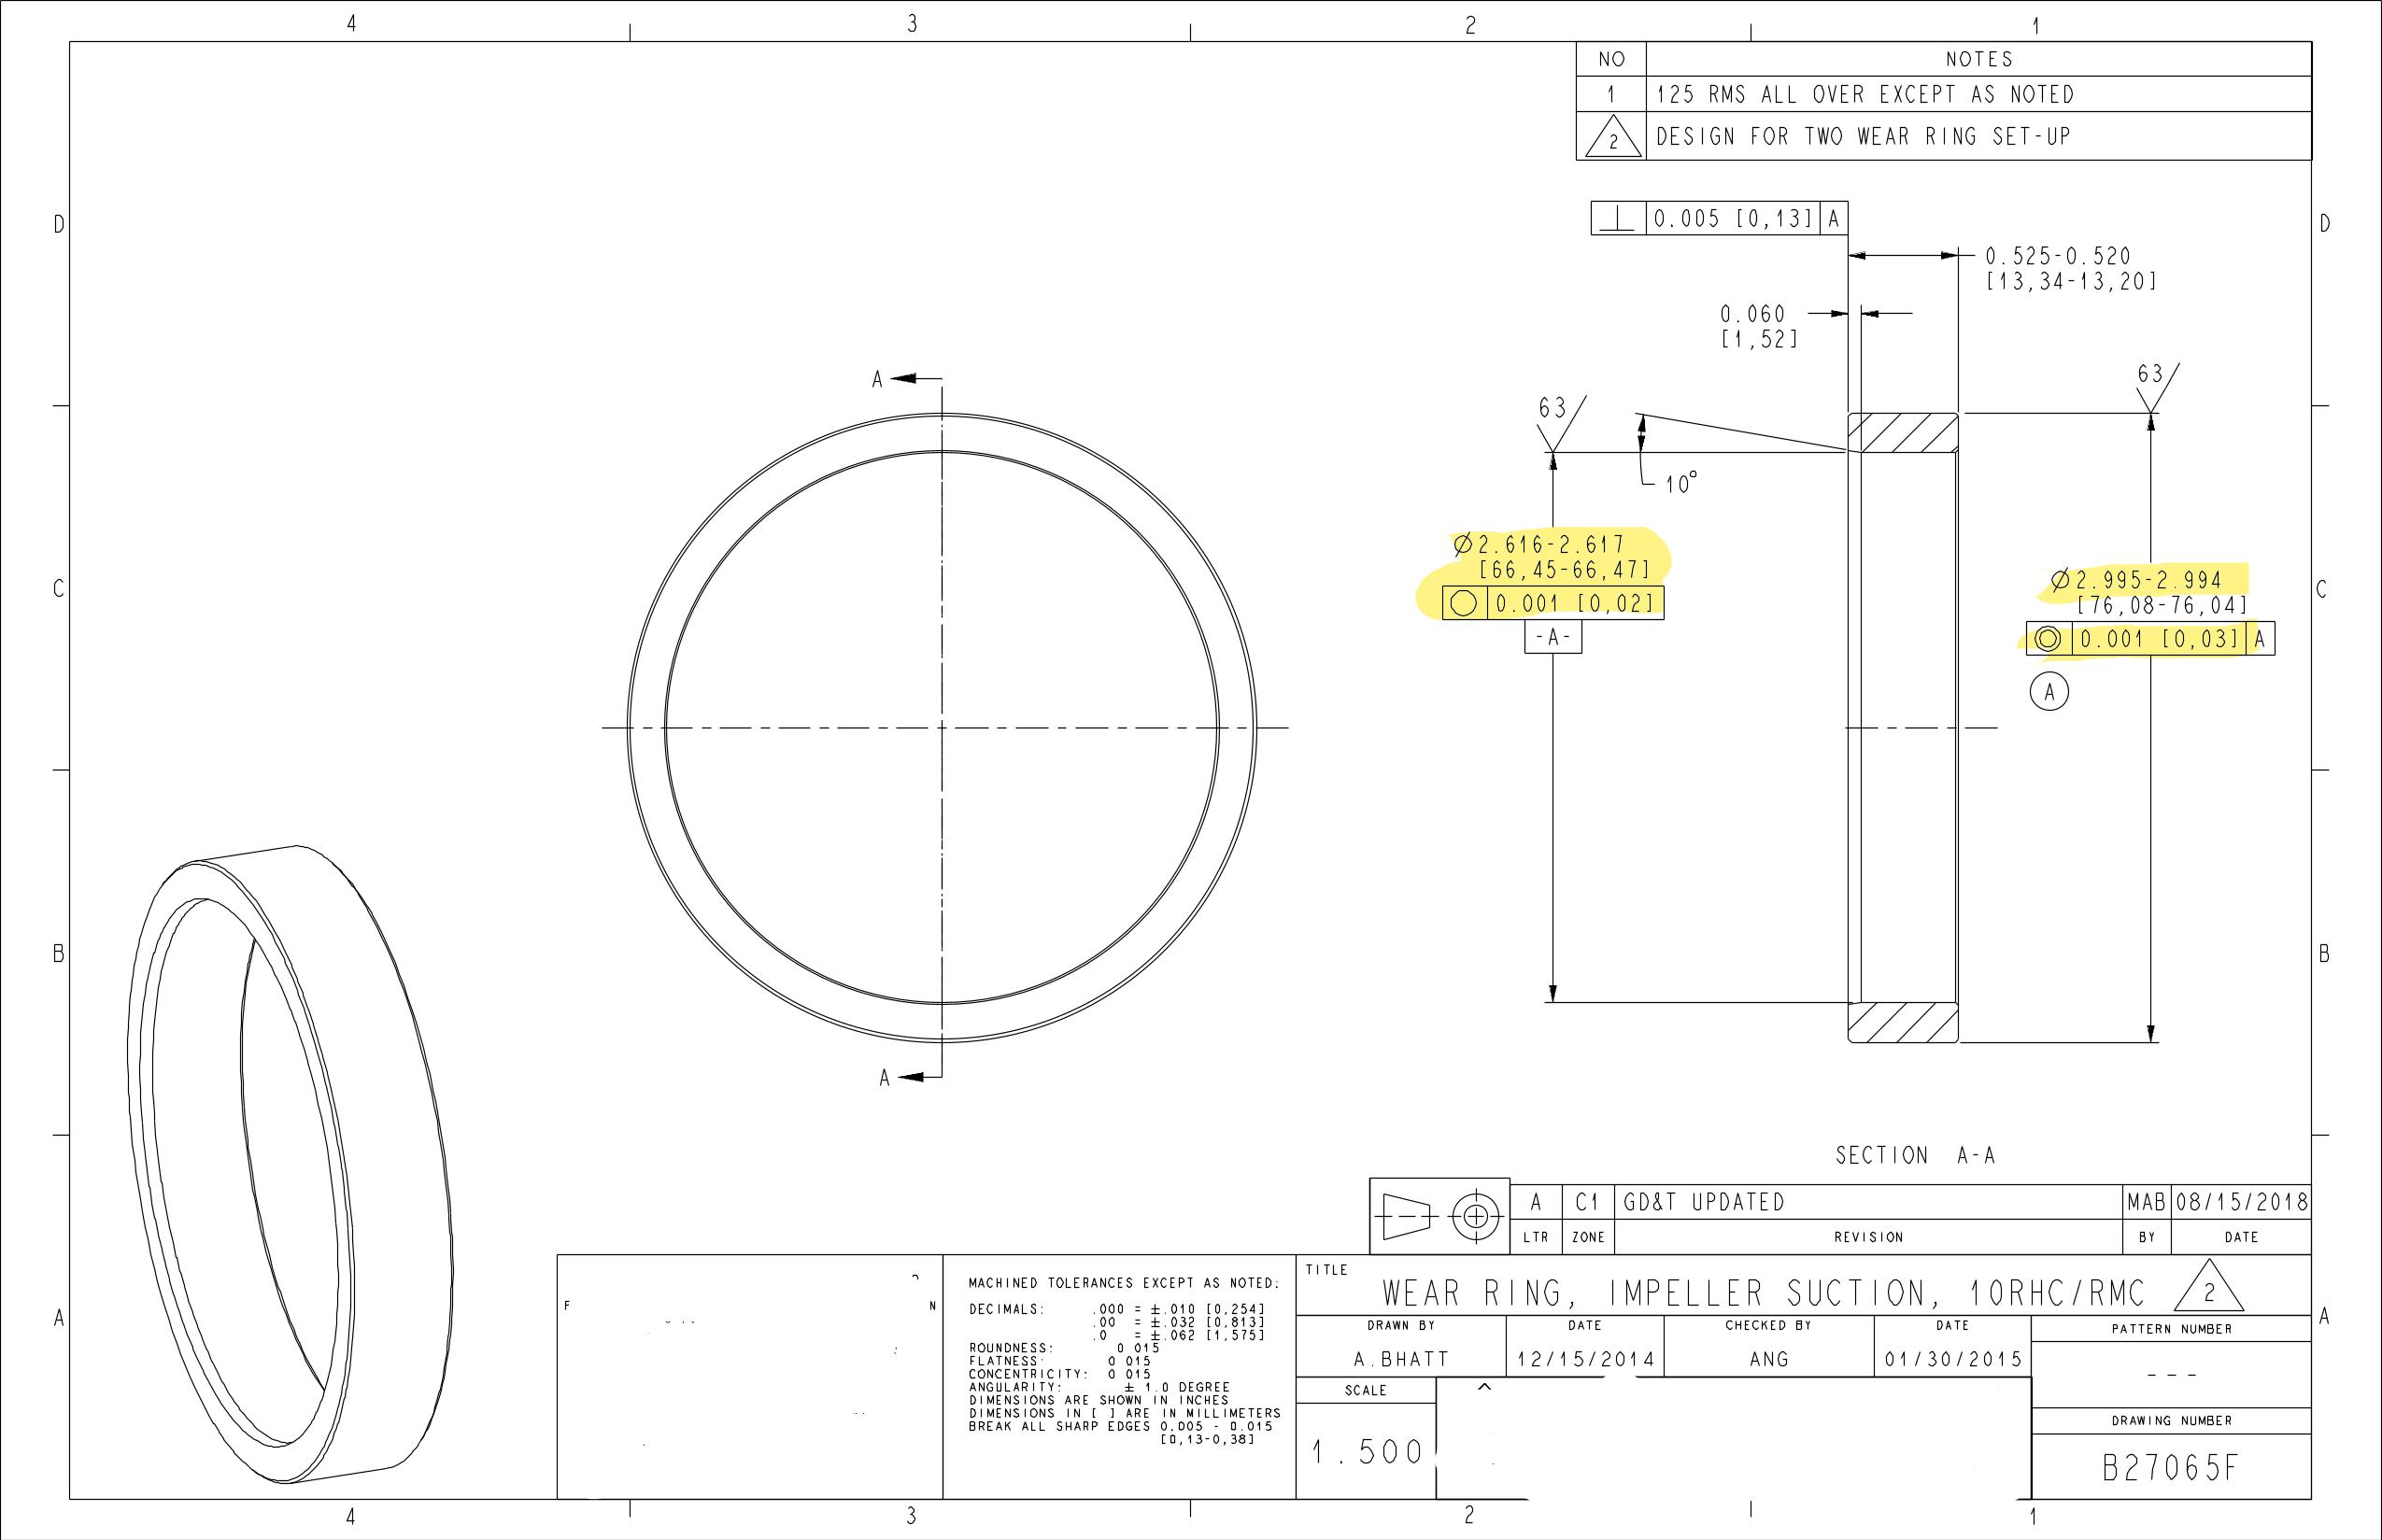 4 3 2 1
NO NOTES
1 125 RMS ALL OVER EXCEPT AS NOTED
2 DESIGN FOR TWO WEAR RING SET-UP
D D
0.005 [0,13] A
0.525-0.520
[13,34-13,20]
0.060
[1,52]
A
63
63
10°
C C
⌀2.616-2.617
[66,45-66,47]
0.001 [0,02]
-A-
⌀2.995-2.994
[76,08-76,04]
0.001 [0,03] A
A
B B
A
SECTION A-A
A C1 GD&T UPDATED MAB 08/15/2018
LTR ZONE REVISION BY DATE
F
N
MACHINED TOLERANCES EXCEPT AS NOTED:
DECIMALS: .000 = ±.010 [0,254]
.00 = ±.032 [0,813]
.0 = ±.062 [1,575]
ROUNDNESS: 0 015
FLATNESS: 0 015
CONCENTRICITY: 0 015
ANGULARITY: ± 1.0 DEGREE
DIMENSIONS ARE SHOWN IN INCHES
DIMENSIONS IN [ ] ARE IN MILLIMETERS
BREAK ALL SHARP EDGES 0.005 - 0.015
[0,13-0,38]
TITLE
WEAR RING, IMPELLER SUCTION, 10RHC/RMC 2
DRAWN BY DATE CHECKED BY DATE
A.BHATT 12/15/2014 ANG 01/30/2015
PATTERN NUMBER
---
SCALE
1.500
DRAWING NUMBER
B27065F
A A
4 3 2 1